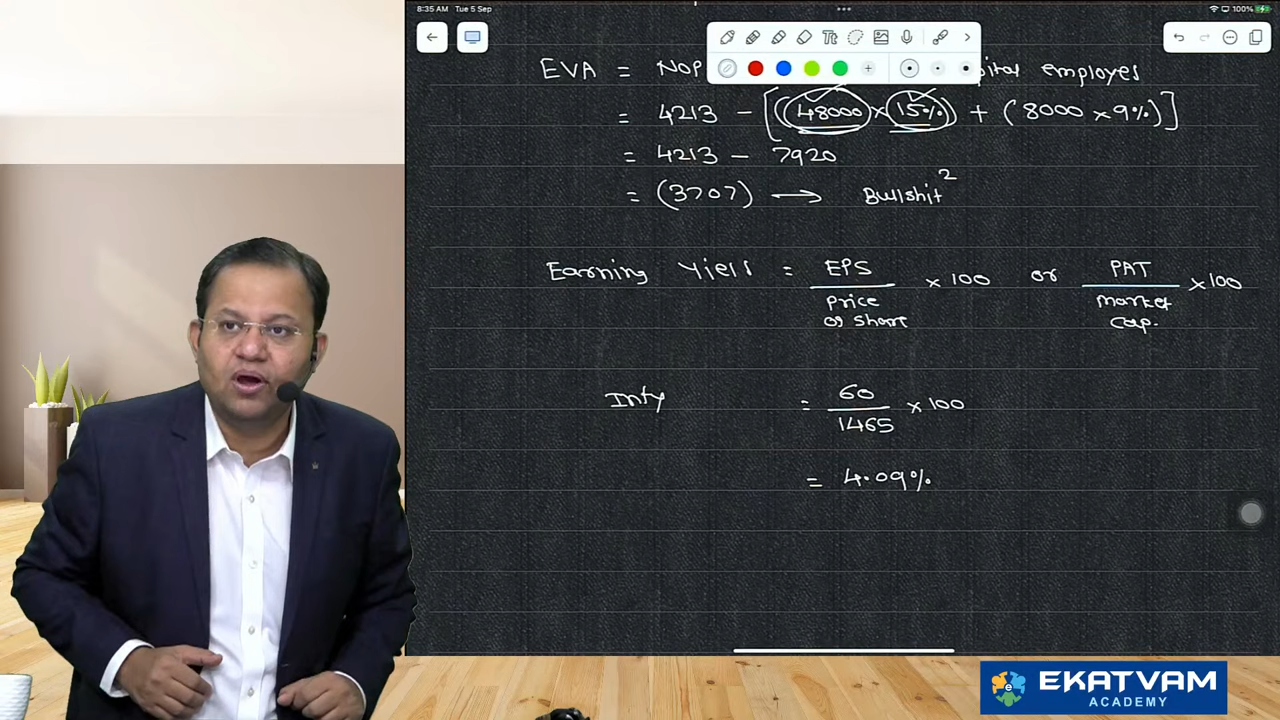 8:35 AM Tue 5 Sep
100%
EVA = NOP employes
= 4213 - [(48000 × 15%) + (8000 × 9%)]
= 4213 - 7920
= (3707) → Bullshit²
Earning Yield = EPS / Price of share × 100 or PAT / market cap. × 100
Infy = 60 / 1465 × 100
= 4.09%
EKATVAM
ACADEMY